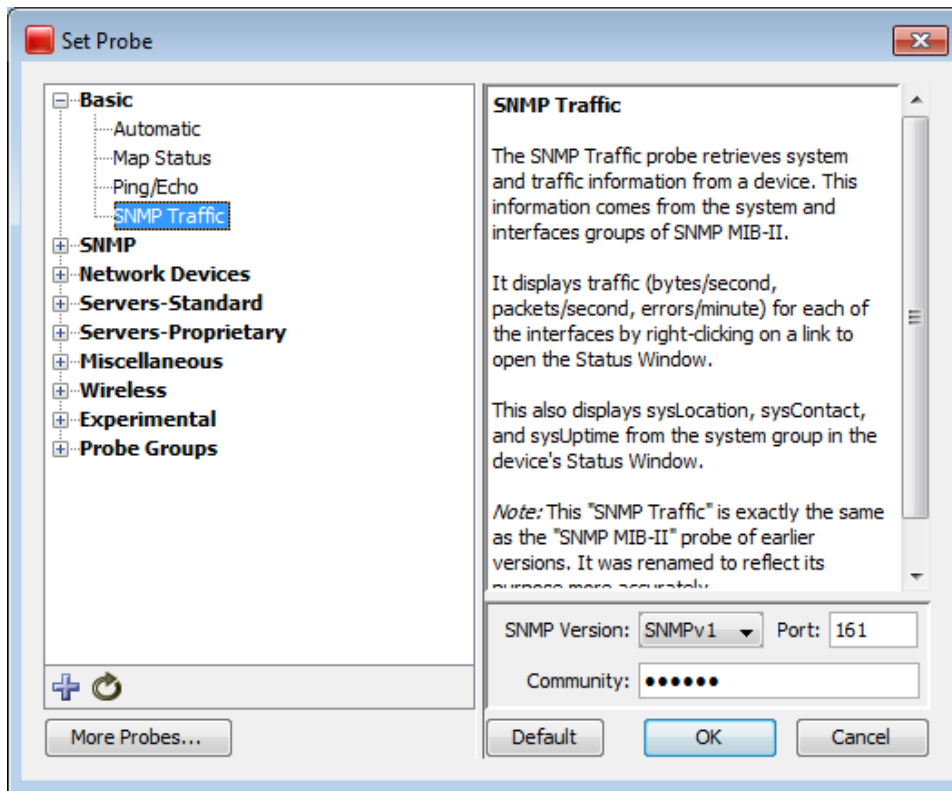 Set Probe
Basic
Automatic
Map Status
Ping/Echo
SNMP Traffic
SNMP
Network Devices
Servers-Standard
Servers-Proprietary
Miscellaneous
Wireless
Experimental
Probe Groups
More Probes...
SNMP Traffic
The SNMP Traffic probe retrieves system
and traffic information from a device. This
information comes from the system and
interfaces groups of SNMP MIB-II.
It displays traffic (bytes/second,
packets/second, errors/minute) for each of
the interfaces by right-clicking on a link to
open the Status Window.
This also displays sysLocation, sysContact,
and sysUptime from the system group in the
device's Status Window.
Note: This "SNMP Traffic" is exactly the same
as the "SNMP MIB-II" probe of earlier
versions. It was renamed to reflect its
purpose more accurately.
SNMP Version: SNMPv1 Port: 161
Community: ●●●●●●
Default OK Cancel